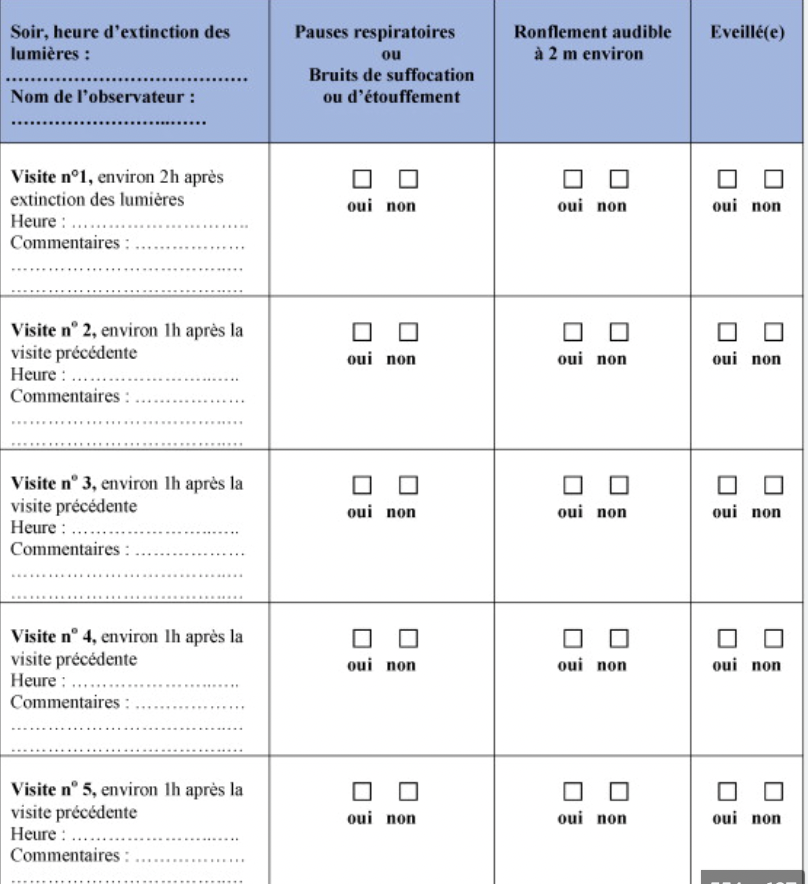 Soir, heure d'extinction des
lumières :
…………………………………
Nom de l'observateur :
……………………...……
Pauses respiratoires
ou
Bruits de suffocation
ou d'étouffement
Ronflement audible
à 2 m environ
Eveillé(e)
Visite n°1, environ 2h après
extinction des lumières
Heure : ………………………..
Commentaires : ………………
……………………………..….
……………………………..….
oui non
oui non
oui non
Visite n° 2, environ 1h après la
visite précédente
Heure : …………………..…..
Commentaires : ………………
……………………………..….
……………………………..….
oui non
oui non
oui non
Visite n° 3, environ 1h après la
visite précédente
Heure : …………………..…..
Commentaires : ………………
……………………………..….
……………………………..….
oui non
oui non
oui non
Visite n° 4, environ 1h après la
visite précédente
Heure : …………………..…..
Commentaires : ………………
……………………………..….
……………………………..….
oui non
oui non
oui non
Visite n° 5, environ 1h après la
visite précédente
Heure : …………………..…..
Commentaires : ………………
……………………………..….
oui non
oui non
oui non